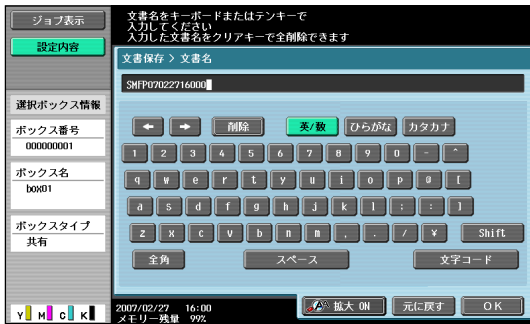 ジョブ表示
設定内容
文書名をキーボードまたはテンキーで
入力してください
入力した文書名をクリアキーで全削除できます
文書保存 > 文書名
SMFP07022716000
選択ボックス情報
ボックス番号
000000001
ボックス名
box01
ボックスタイプ
共有
← → 削除 英/数 ひらがな カタカナ
1 2 3 4 5 6 7 8 9 0 - ^
q w e r t y u i o p @ [
a s d f g h j k l ; : ]
z x c v b n m , . / ¥ Shift
全角 スペース 文字コード
Y M C K
2007/02/27 16:00
メモリー残量 99%
拡大 ON 元に戻す OK